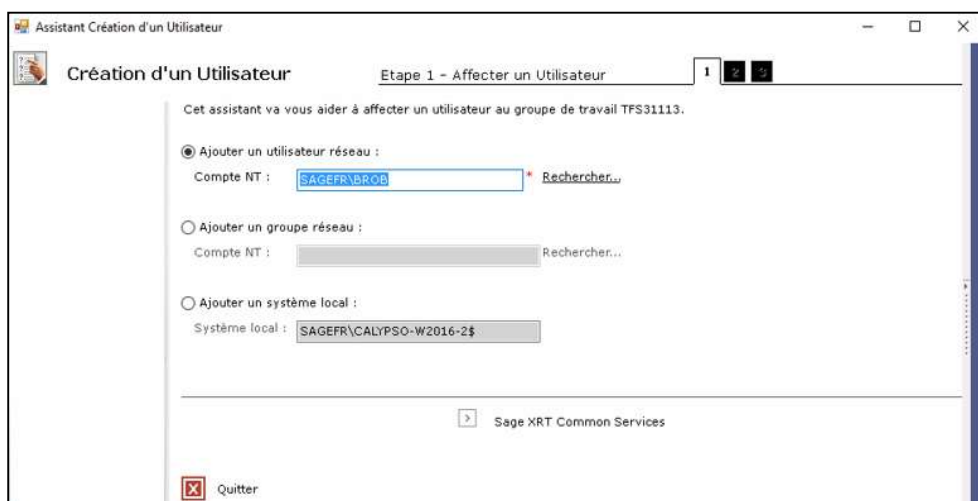 Assistant Création d'un Utilisateur
Création d'un Utilisateur
Etape 1 - Affecter un Utilisateur
1 2 3
Cet assistant va vous aider à affecter un utilisateur au groupe de travail TFS31113.
Ajouter un utilisateur réseau :
Compte NT : SAGEFR\BROB * Rechercher...
Ajouter un groupe réseau :
Compte NT : Rechercher...
Ajouter un système local :
Système local : SAGEFR\CALYPSO-W2016-2$
Sage XRT Common Services
Quitter